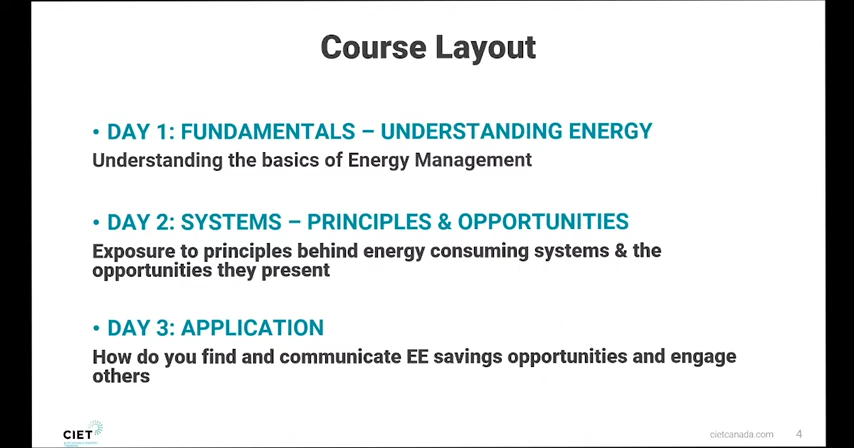 Course Layout
• DAY 1: FUNDAMENTALS – UNDERSTANDING ENERGY
Understanding the basics of Energy Management
• DAY 2: SYSTEMS – PRINCIPLES & OPPORTUNITIES
Exposure to principles behind energy consuming systems & the
opportunities they present
• DAY 3: APPLICATION
How do you find and communicate EE savings opportunities and engage
others
CIET
cietcanada.com 4